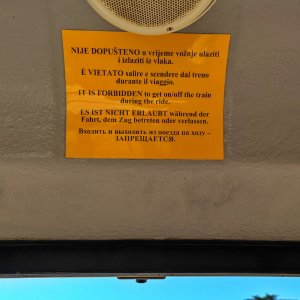 NIJE DOPUŠTENO u vrijeme vožnje ulaziti
i izlaziti iz vlaka.
È VIETATO salire e scendere dal treno
durante il viaggio.
IT IS FORBIDDEN to get on/off the train
during the ride.
ES IST NICHT ERLAUBT während der
Fahrt, dem Zug betreten oder verlassen.
Входить и выходить из поезда на ходу –
ЗАПРЕЩАЕТСЯ.